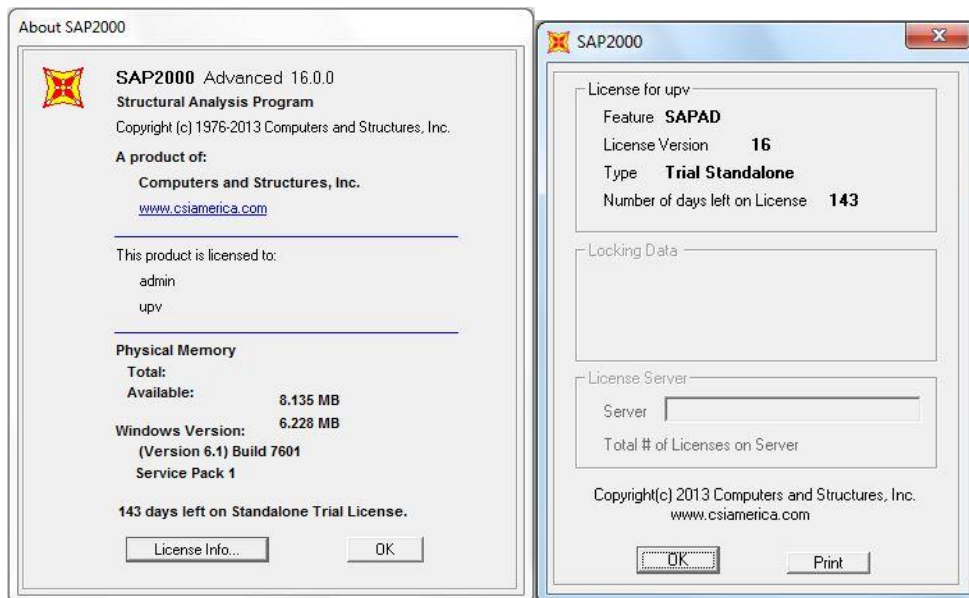 About SAP2000
SAP2000 Advanced 16.0.0
Structural Analysis Program
Copyright (c) 1976-2013 Computers and Structures, Inc.
A product of:
Computers and Structures, Inc.
www.csiamerica.com
This product is licensed to:
admin
upv
Physical Memory
Total:
Available:
8.135 MB
6.228 MB
Windows Version:
(Version 6.1) Build 7601
Service Pack 1
143 days left on Standalone Trial License.
License Info...
OK
SAP2000
X
License for upv
Feature SAPAD
License Version 16
Type Trial Standalone
Number of days left on License 143
Locking Data
License Server
Server
Total # of Licenses on Server
Copyright(c) 2013 Computers and Structures, Inc.
www.csiamerica.com
OK
Print